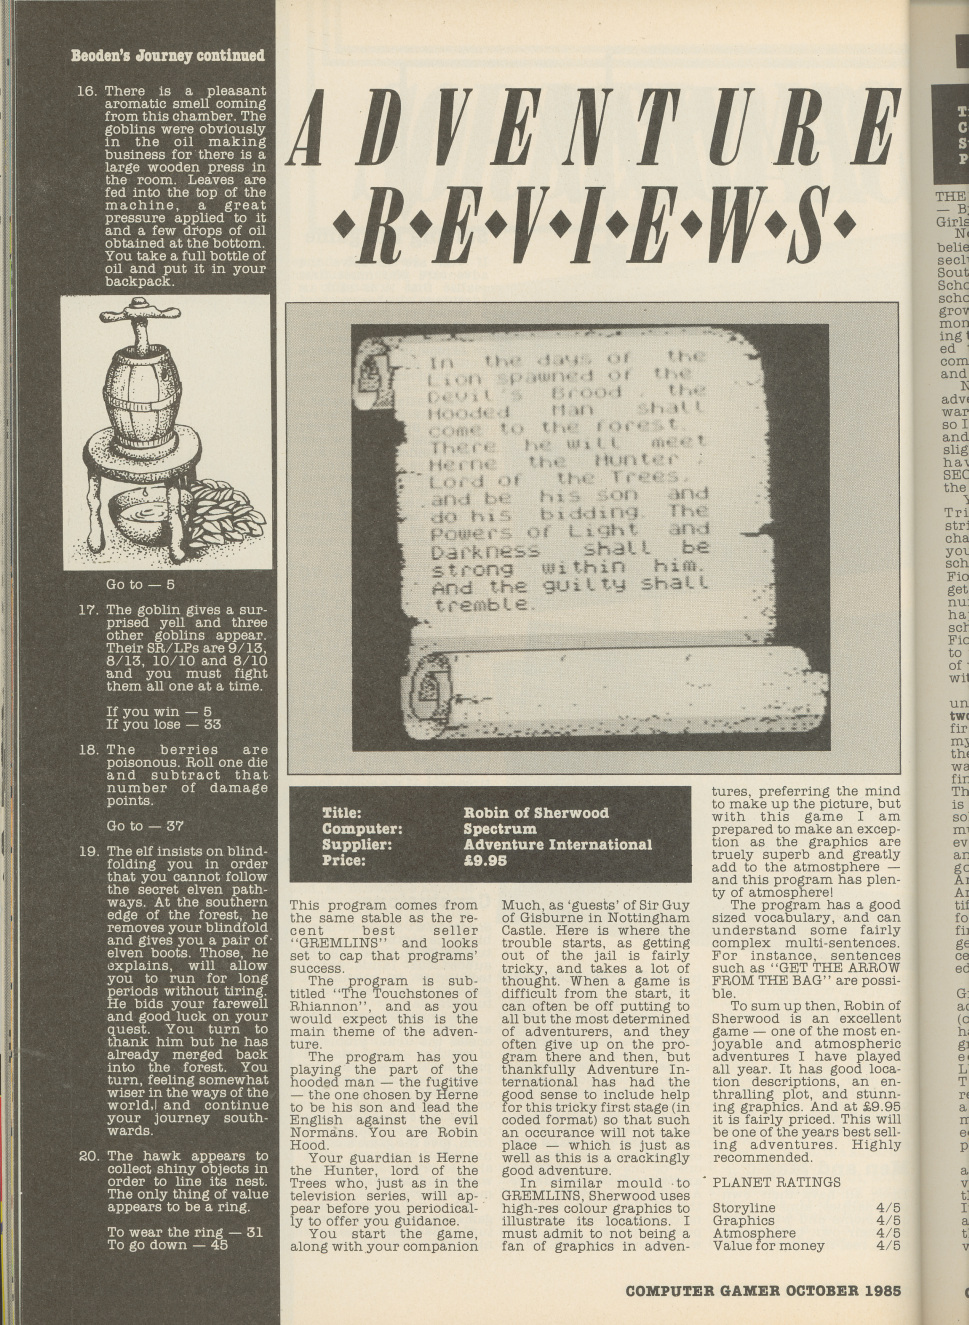 Beoden's Journey continued
16. There is a pleasant
aromatic smell coming
from this chamber. The
goblins were obviously
in the oil making
business for there is a
large wooden press in
the room. Leaves are
fed into the top of the
machine, a great
pressure applied to it
and a few drops of oil
obtained at the bottom.
You take a full bottle of
oil and put it in your
backpack.
Go to — 5
17. The goblin gives a sur-
prised yell and three
other goblins appear.
Their SR/LPs are 9/13,
8/13, 10/10 and 8/10
and you must fight
them all one at a time.
If you win — 5
If you lose — 33
18. The berries are
poisonous. Roll one die
and subtract that
number of damage
points.
Go to — 37
19. The elf insists on blind-
folding you in order
that you cannot follow
the secret elven path-
ways. At the southern
edge of the forest, he
removes your blindfold
and gives you a pair of
elven boots. Those, he
explains, will allow
you to run for long
periods without tiring.
He bids your farewell
and good luck on your
quest. You turn to
thank him but he has
already merged back
into the forest. You
turn, feeling somewhat
wiser in the ways of the
world, and continue
your journey south-
wards.
20. The hawk appears to
collect shiny objects in
order to line its nest.
The only thing of value
appears to be a ring.
To wear the ring — 31
To go down — 45
ADVENTURE
REVIEWS
In the days of the
Lion spawned of the
Devil's Brood, the
Hooded Man shall
come to the forest.
There he will meet
Herne the Hunter,
Lord of the Trees,
and be his son and
do his bidding. The
Powers of Light and
Darkness shall be
strong within him.
And the guilty shall
tremble.
Title: Robin of Sherwood
Computer: Spectrum
Supplier: Adventure International
Price: £9.95
This program comes from
the same stable as the re-
cent best seller
"GREMLINS" and looks
set to cap that programs'
success.
The program is sub-
titled "The Touchstones of
Rhiannon", and as you
would expect this is the
main theme of the adven-
ture.
The program has you
playing the part of the
hooded man — the fugitive
— the one chosen by Herne
to be his son and lead the
English against the evil
Normans. You are Robin
Hood.
Your guardian is Herne
the Hunter, lord of the
Trees who, just as in the
television series, will ap-
pear before you periodical-
ly to offer you guidance.
You start the game,
along with your companion
Much, as 'guests' of Sir Guy
of Gisburne in Nottingham
Castle. Here is where the
trouble starts, as getting
out of the jail is fairly
tricky, and takes a lot of
thought. When a game is
difficult from the start, it
can often be off putting to
all but the most determined
of adventurers, and they
often give up on the pro-
gram there and then, but
thankfully Adventure In-
ternational has had the
good sense to include help
for this tricky first stage (in
coded format) so that such
an occurance will not take
place — which is just as
well as this is a crackingly
good adventure.
In similar mould to
GREMLINS, Sherwood uses
high-res colour graphics to
illustrate its locations. I
must admit to not being a
fan of graphics in adven-
tures, preferring the mind
to make up the picture, but
with this game I am
prepared to make an excep-
tion as the graphics are
truely superb and greatly
add to the atmostphere —
and this program has plen-
ty of atmosphere!
The program has a good
sized vocabulary, and can
understand some fairly
complex multi-sentences.
For instance, sentences
such as "GET THE ARROW
FROM THE BAG" are possi-
ble.
To sum up then, Robin of
Sherwood is an excellent
game — one of the most en-
joyable and atmospheric
adventures I have played
all year. It has good loca-
tion descriptions, an en-
thralling plot, and stunn-
ing graphics. And at £9.95
it is fairly priced. This will
be one of the years best sell-
ing adventures. Highly
recommended.
PLANET RATINGS
Storyline 4/5
Graphics 4/5
Atmosphere 4/5
Value for money 4/5
COMPUTER GAMER OCTOBER 1985